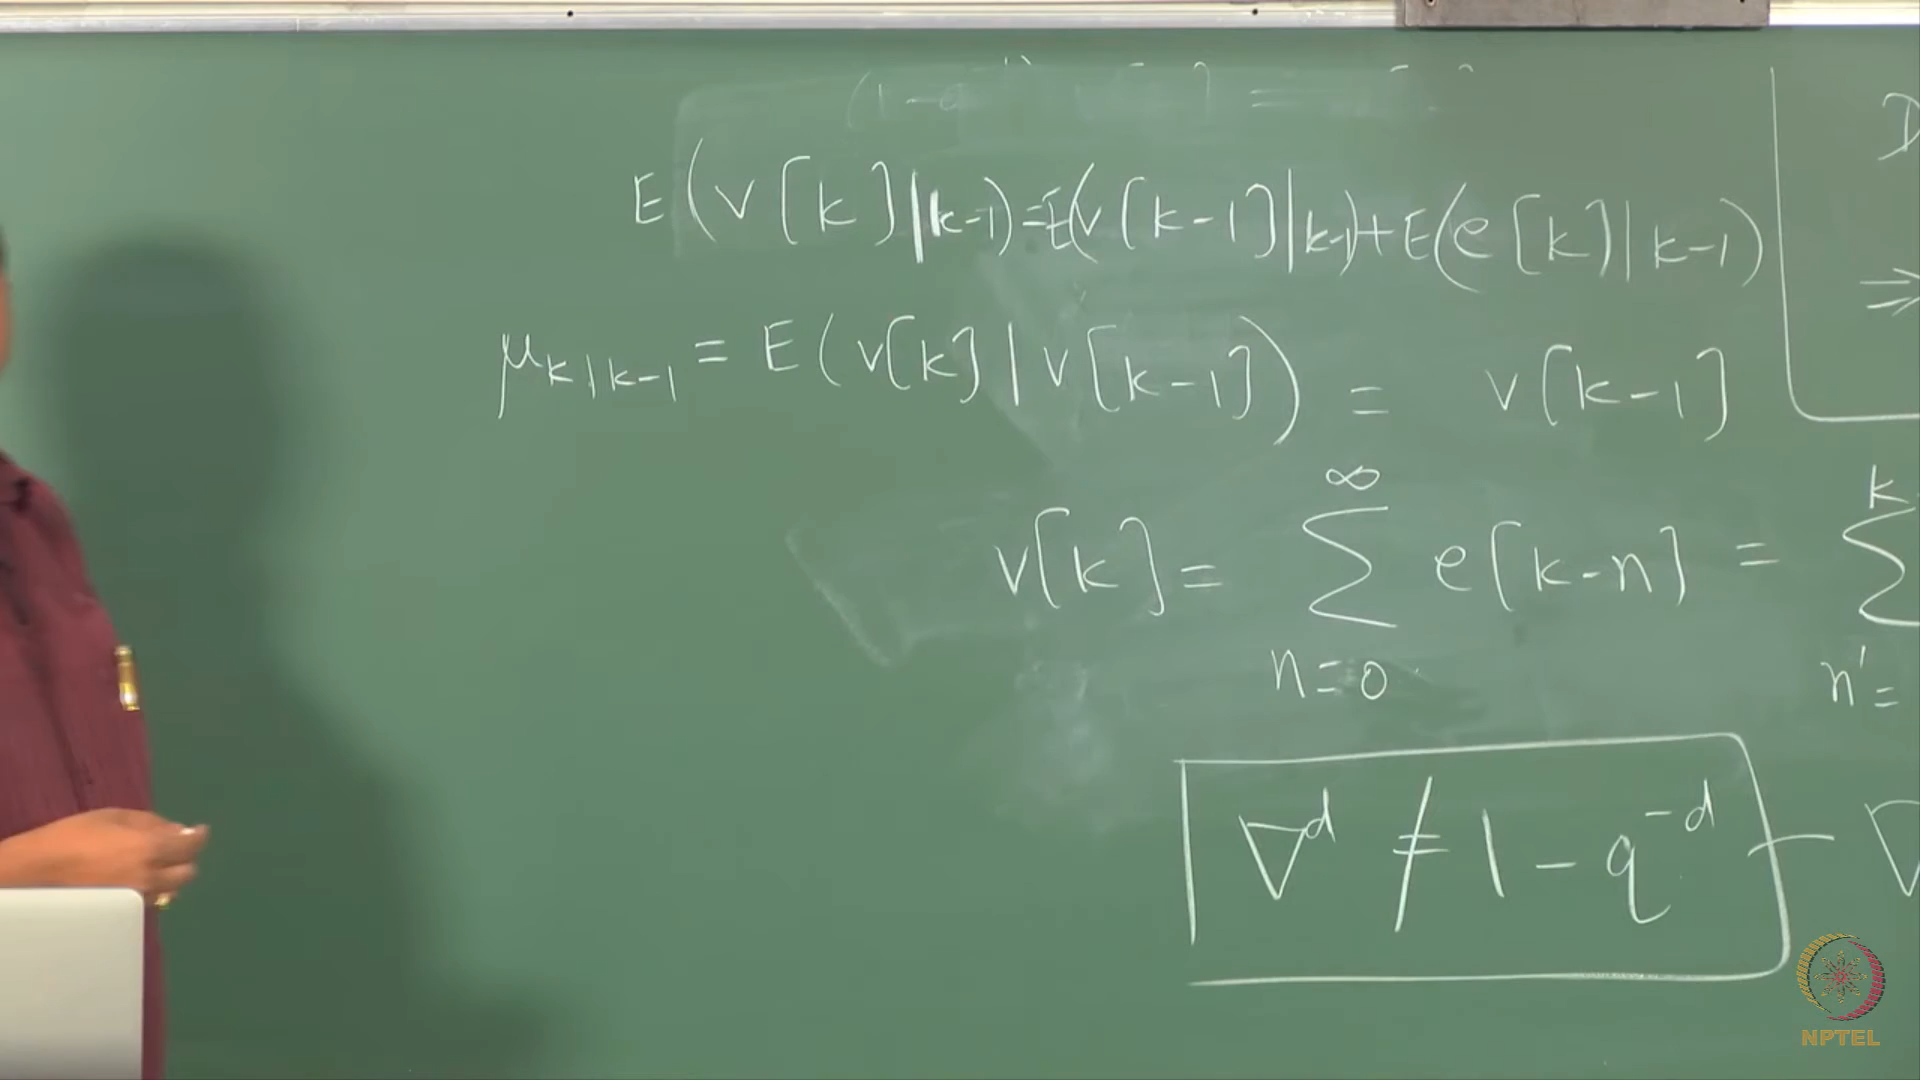 E(v[k]|k-1)=E(v[k-1]|k-1)+E(e[k]|k-1)
μ_{k|k-1} = E(v[k]|v[k-1]) = v[k-1]
D
⇒
∞ k
v[k] = Σ e[k-n] = Σ
n=0 n'=
∇^d ≠ 1-q^{-d} ∇
NPTEL